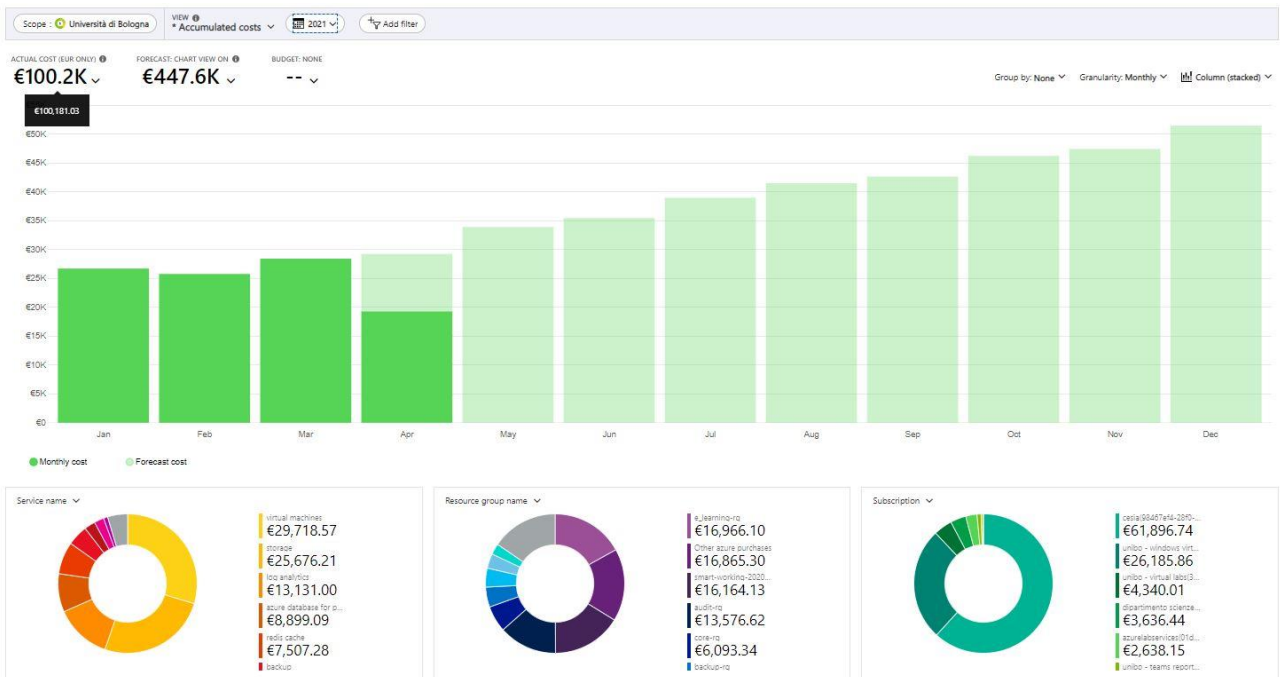 Scope : Università di Bologna
VIEW
* Accumulated costs
2021
Add filter
ACTUAL COST (EUR ONLY)
€100.2K
FORECAST: CHART VIEW ON
€447.6K
BUDGET: NONE
--
Group by: None
Granularity: Monthly
Column (stacked)
€100,181.03
€50K
€45K
€40K
€35K
€30K
€25K
€20K
€15K
€10K
€5K
€0
Jan Feb Mar Apr May Jun Jul Aug Sep Oct Nov Dec
Monthly cost
Forecast cost
Service name
virtual machines
€29,718.57
storage
€25,676.21
log analytics
€13,131.00
azure database for p...
€8,899.09
redis cache
€7,507.28
backup
Resource group name
e_learning-rg
€16,966.10
Other azure purchases
€16,865.30
smart-working-2020...
€16,164.13
audit-rg
€13,576.62
core-rg
€6,093.34
backup-rg
Subscription
cesia(98467ef4-28f0-...
€61,896.74
unibo - windows virt...
€26,185.86
unibo - virtual labs(3...
€4,340.01
dipartimento scienze...
€3,636.44
azurelabservices(01d...
€2,638.15
unibo - teams report...